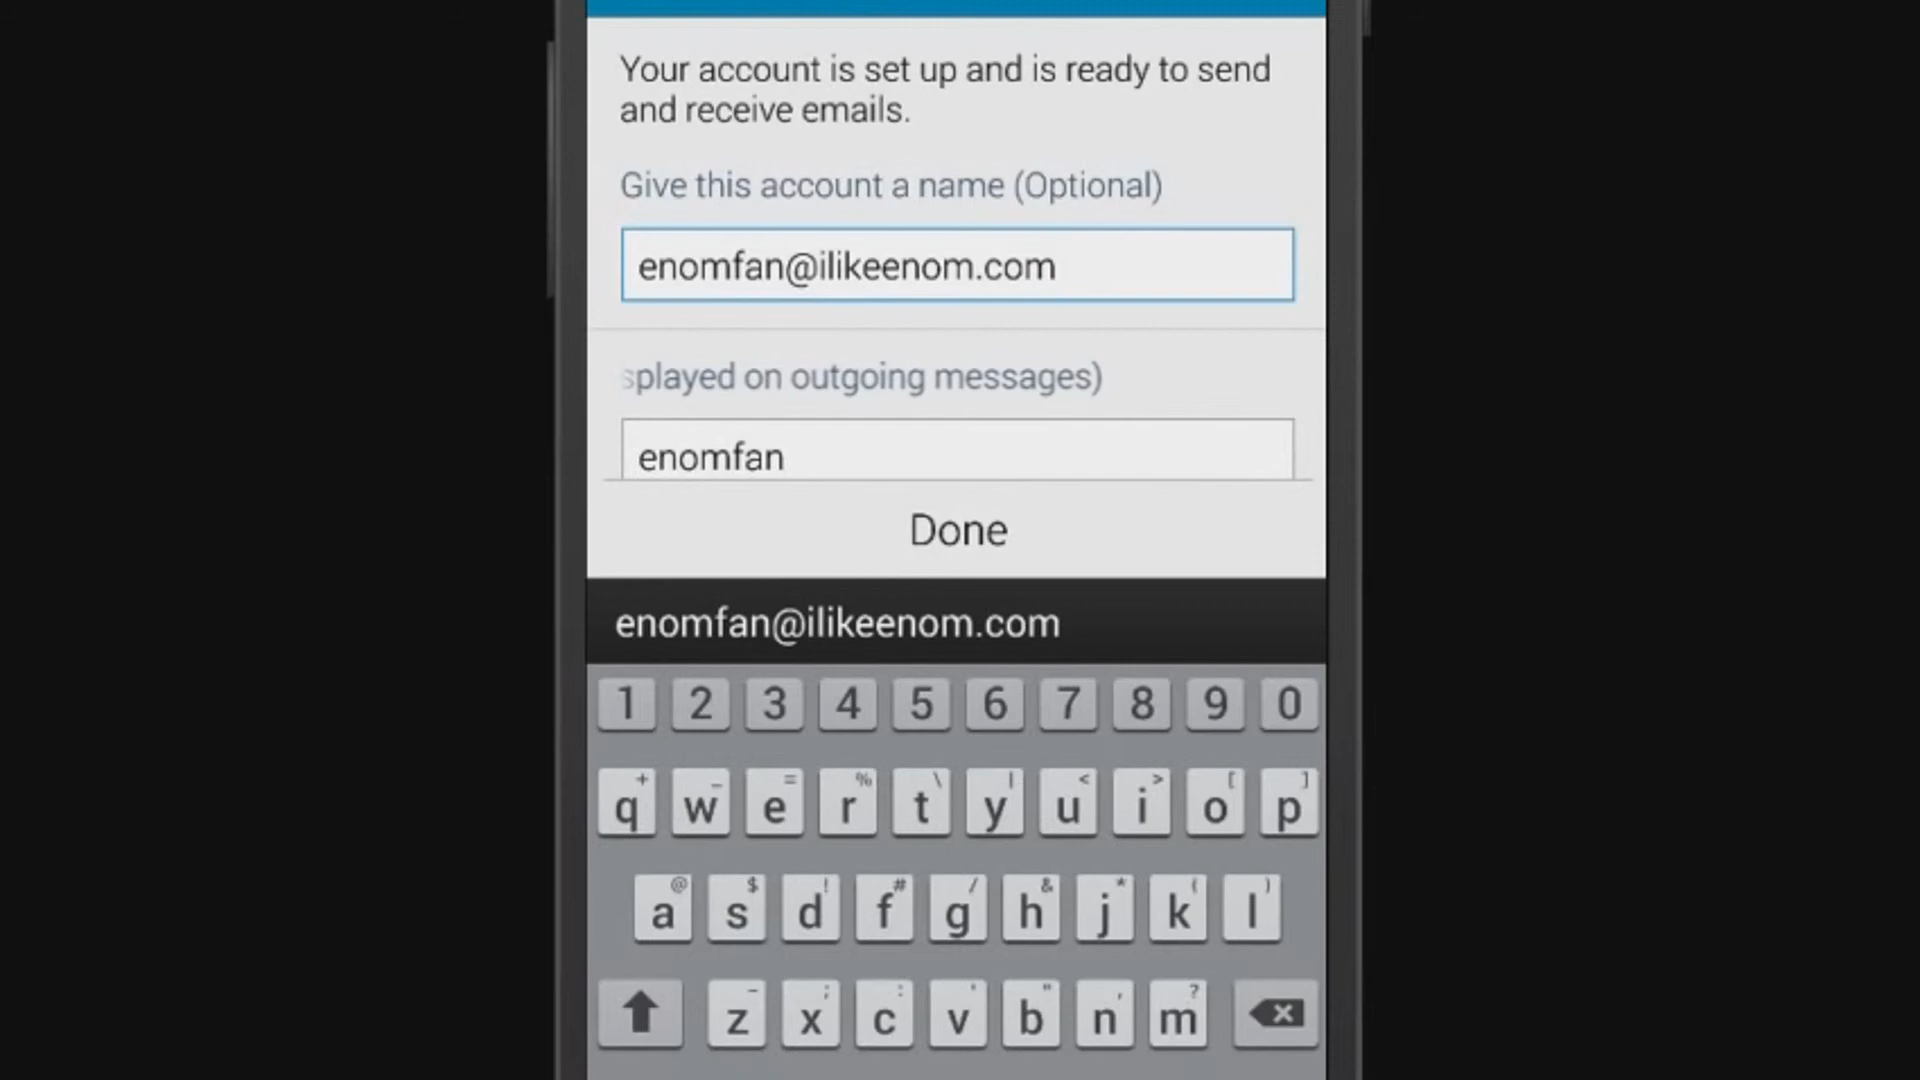 Your account is set up and is ready to send
and receive emails.
Give this account a name (Optional)
enomfan@ilikeenom.com
splayed on outgoing messages)
enomfan
Done
enomfan@ilikeenom.com
1 2 3 4 5 6 7 8 9 0
+ _ = % \ | < > [ ]
q w e r t y u i o p
@ $ ! # / & * ( )
a s d f g h j k l
- ; : ' " , ?
z x c v b n m